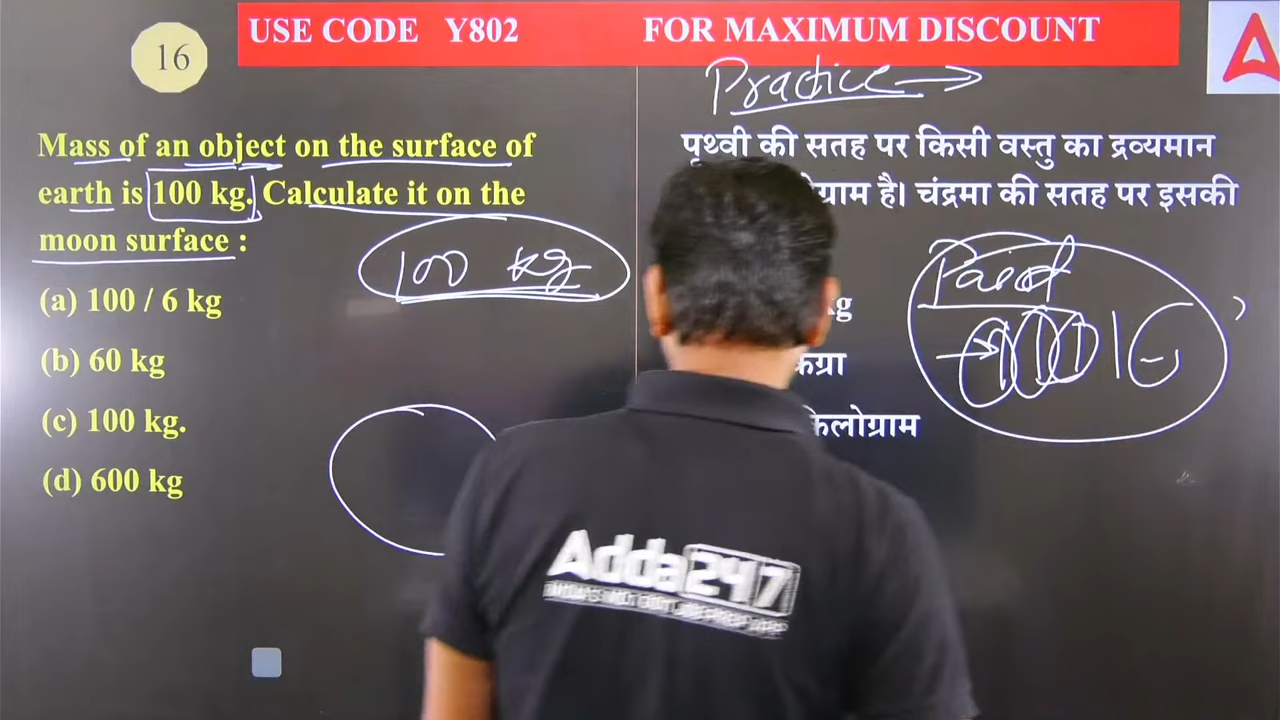 USE CODE Y802 FOR MAXIMUM DISCOUNT
16
Practice
Mass of an object on the surface of
earth is 100 kg. Calculate it on the
moon surface :
100 kg
(a) 100 / 6 kg
(b) 60 kg
(c) 100 kg.
(d) 600 kg
पृथ्वी की सतह पर किसी वस्तु का द्रव्यमान
है। चंद्रमा की सतह पर इसकी
Paid
Adda247